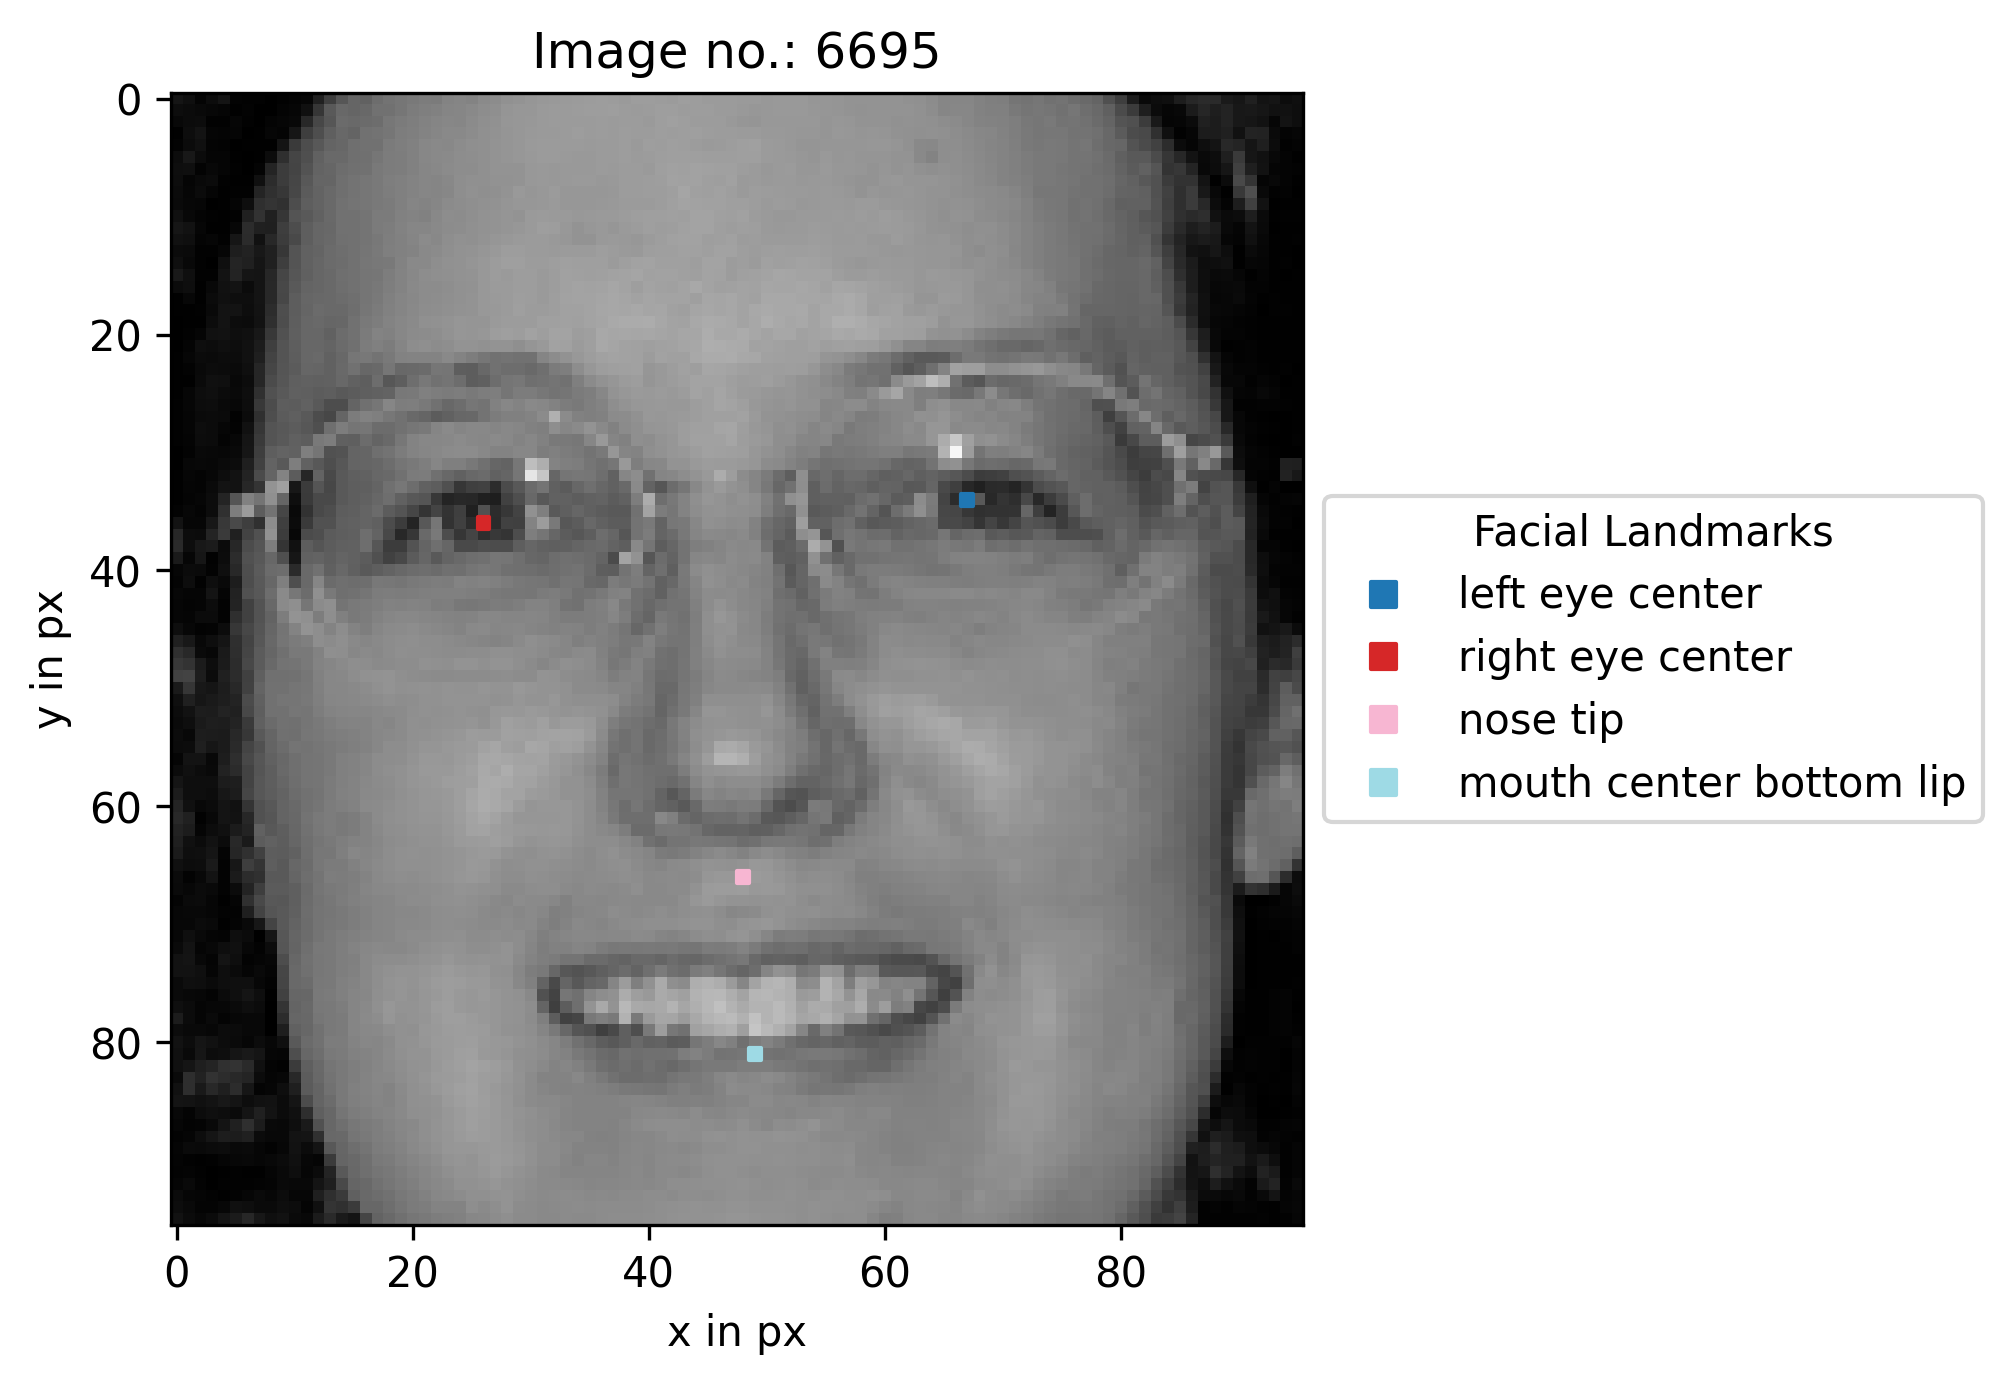 Image no.: 6695
0
20
40
60
80
y in px
0 20 40 60 80
x in px
Facial Landmarks
left eye center
right eye center
nose tip
mouth center bottom lip